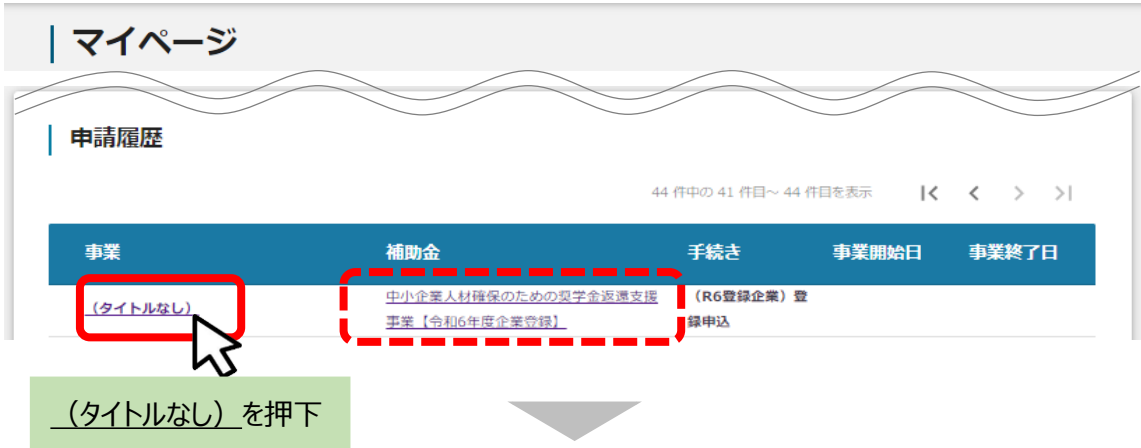 マイページ
申請履歴
44 件中の 41 件目～ 44 件目を表示
事業 補助金 手続き 事業開始日 事業終了日
（タイトルなし） 中小企業人材確保のための奨学金返還支援 （R6登録企業）登
事業【令和6年度企業登録】 録申込
（タイトルなし）を押下